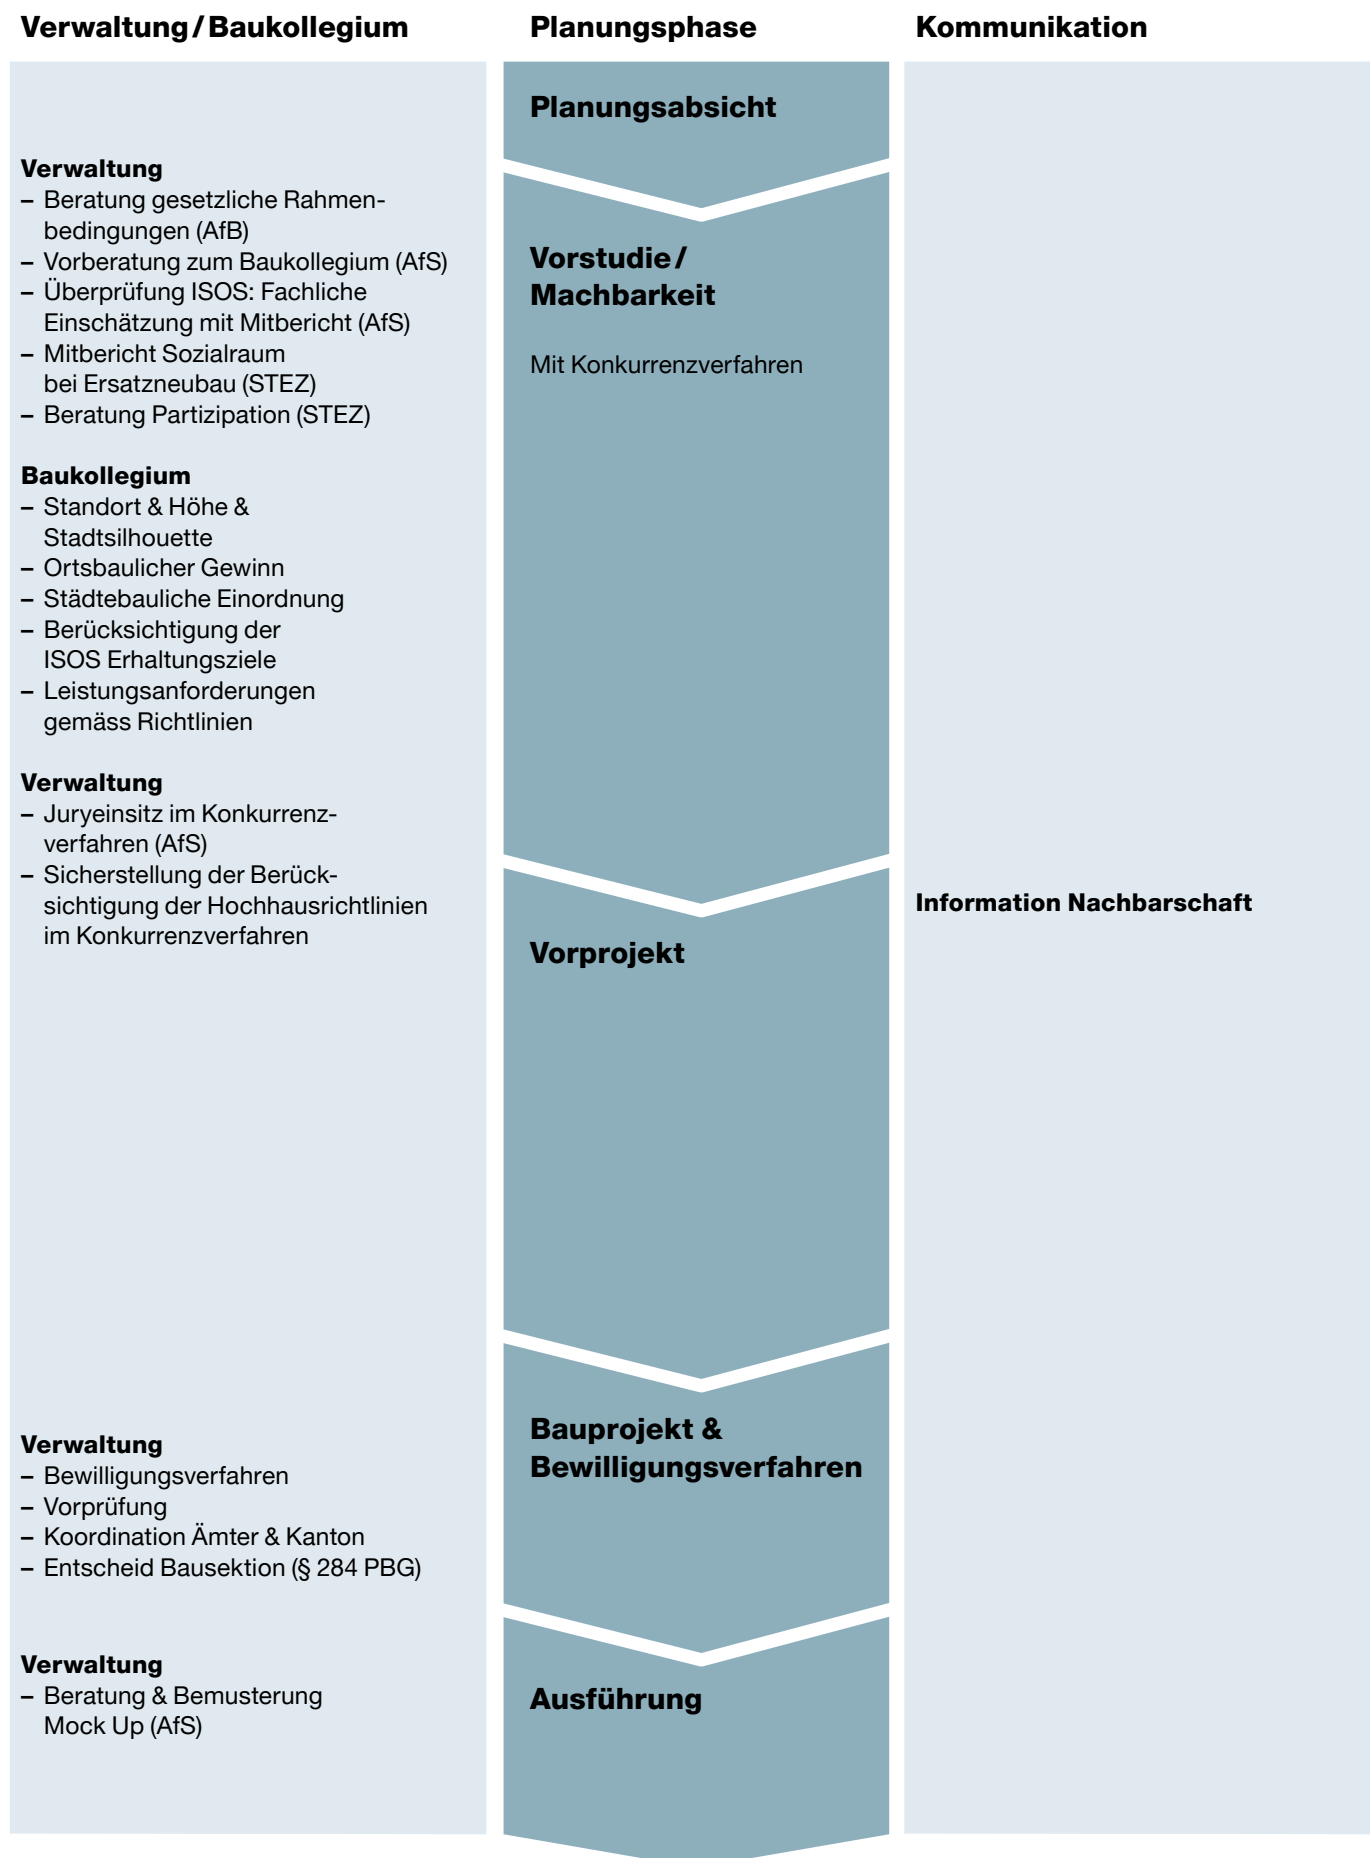 Verwaltung/Baukollegium
Planungsphase
Kommunikation
Planungsabsicht
Verwaltung
– Beratung gesetzliche Rahmen-
bedingungen (AfB)
– Vorberatung zum Baukollegium (AfS)
– Überprüfung ISOS: Fachliche
Einschätzung mit Mitbericht (AfS)
– Mitbericht Sozialraum
bei Ersatzneubau (STEZ)
– Beratung Partizipation (STEZ)
Vorstudie/
Machbarkeit
Mit Konkurrenzverfahren
Baukollegium
– Standort & Höhe &
Stadtsilhouette
– Ortsbaulicher Gewinn
– Städtebauliche Einordnung
– Berücksichtigung der
ISOS Erhaltungsziele
– Leistungsanforderungen
gemäss Richtlinien
Verwaltung
– Juryeinsitz im Konkurrenz-
verfahren (AfS)
– Sicherstellung der Berück-
sichtigung der Hochhausrichtlinien
im Konkurrenzverfahren
Vorprojekt
Information Nachbarschaft
Verwaltung
– Bewilligungsverfahren
– Vorprüfung
– Koordination Ämter & Kanton
– Entscheid Bausektion (§ 284 PBG)
Bauprojekt &
Bewilligungsverfahren
Verwaltung
– Beratung & Bemusterung
Mock Up (AfS)
Ausführung